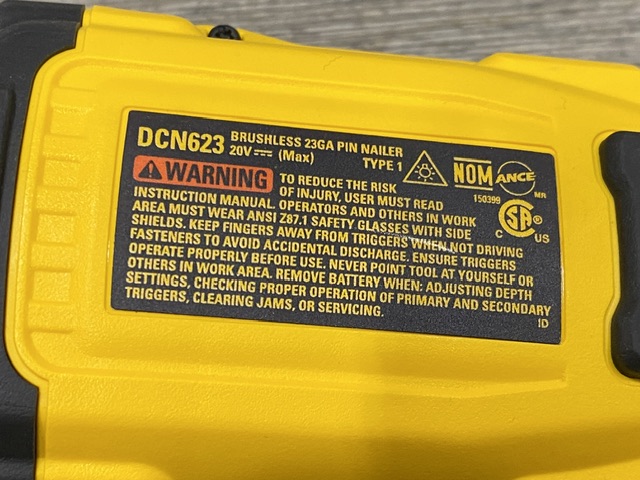 DCN623 BRUSHLESS 23GA PIN NAILER
20V ⎓ (Max) TYPE 1
NOM ANCE
MR
150399
WARNING TO REDUCE THE RISK
OF INJURY, USER MUST READ
INSTRUCTION MANUAL. OPERATORS AND OTHERS IN WORK
AREA MUST WEAR ANSI Z87.1 SAFETY GLASSES WITH SIDE
SHIELDS. KEEP FINGERS AWAY FROM TRIGGERS WHEN NOT DRIVING
FASTENERS TO AVOID ACCIDENTAL DISCHARGE. ENSURE TRIGGERS
OPERATE PROPERLY BEFORE USE. NEVER POINT TOOL AT YOURSELF OR
OTHERS IN WORK AREA. REMOVE BATTERY WHEN: ADJUSTING DEPTH
SETTINGS, CHECKING PROPER OPERATION OF PRIMARY AND SECONDARY
TRIGGERS, CLEARING JAMS, OR SERVICING.
C SA ® US
ID